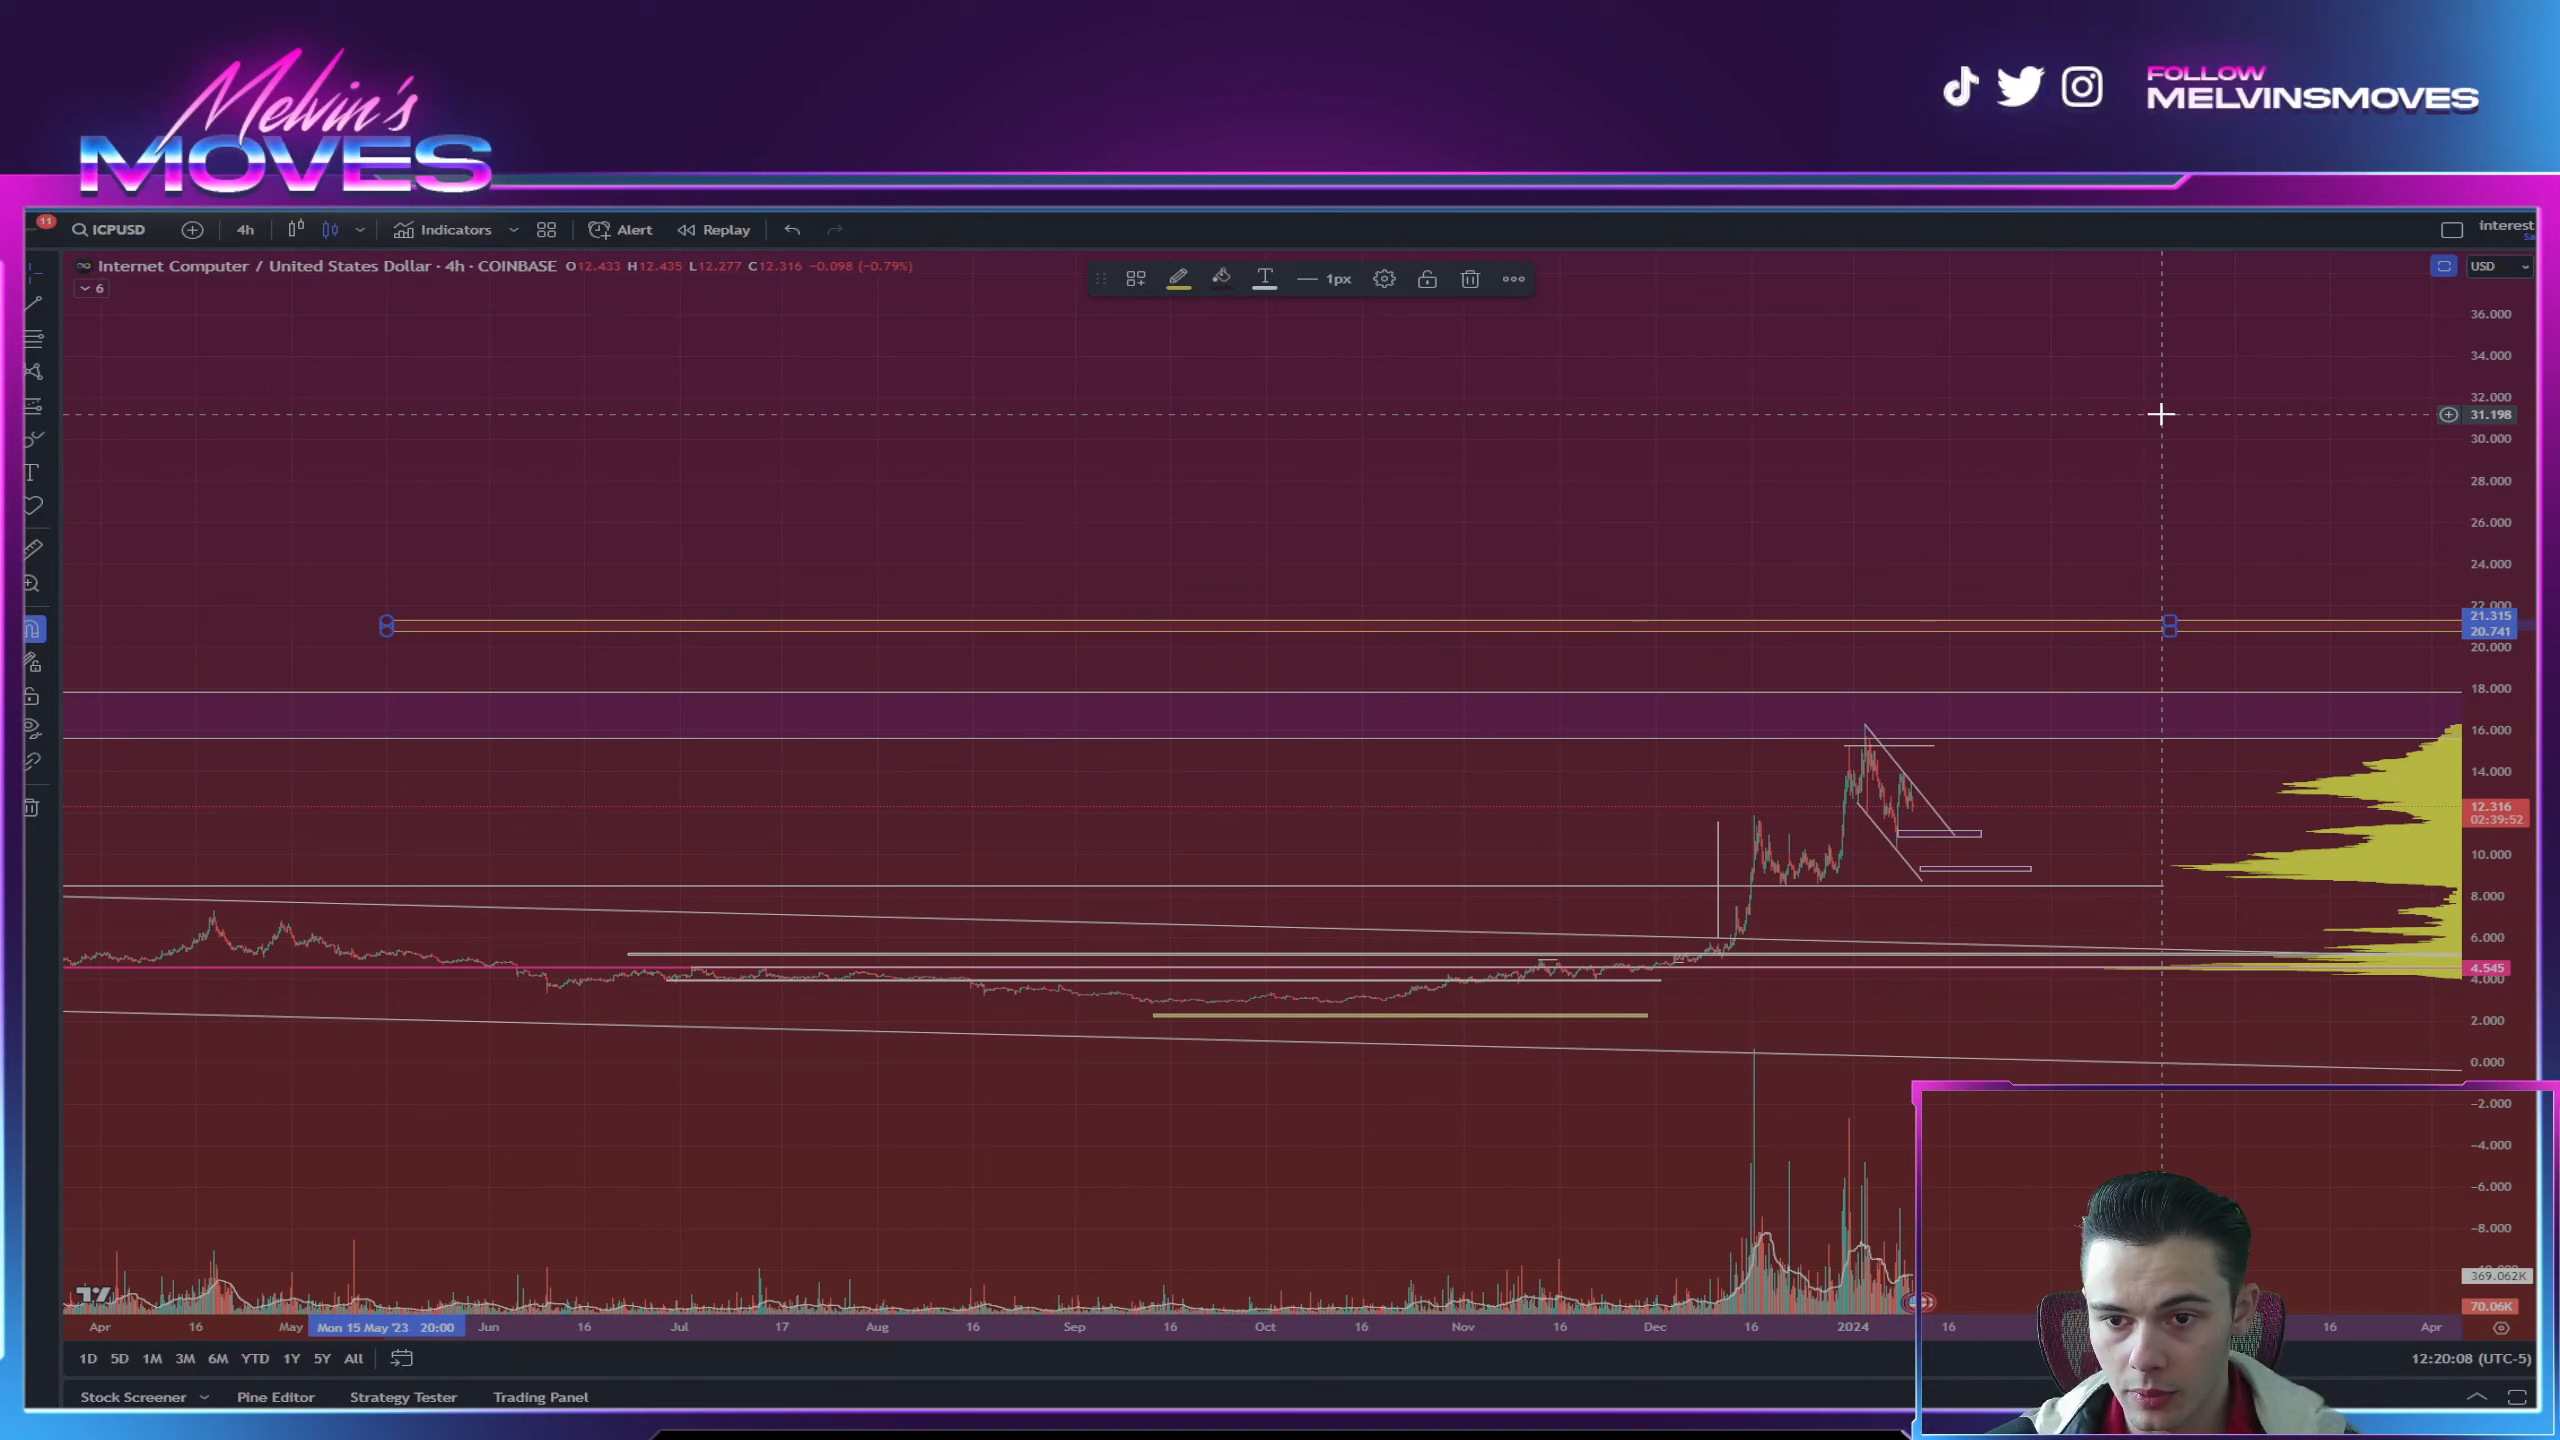 Melvin's
MOVES
FOLLOW
MELVINSMOVES
11
ICPUSD
4h
Indicators
Alert
Replay
interest
Internet Computer / United States Dollar · 4h · COINBASE O12.433 H12.435 L12.277 C12.316 −0.098 (−0.79%)
6
1px
USD
36.000
34.000
32.000
31.198
30.000
28.000
26.000
24.000
22.000
21.315
20.741
20.000
18.000
16.000
14.000
12.316
02:39:52
10.000
8.000
6.000
4.545
4.000
2.000
0.000
−2.000
−4.000
−6.000
−8.000
369.062K
70.06K
Apr 16 May Mon 15 May '23 20:00 Jun 16 Jul 17 Aug 16 Sep 16 Oct 16 Nov 16 Dec 16 2024 16 16 Apr
1D 5D 1M 3M 6M YTD 1Y 5Y All
12:20:08 (UTC-5)
Stock Screener Pine Editor Strategy Tester Trading Panel